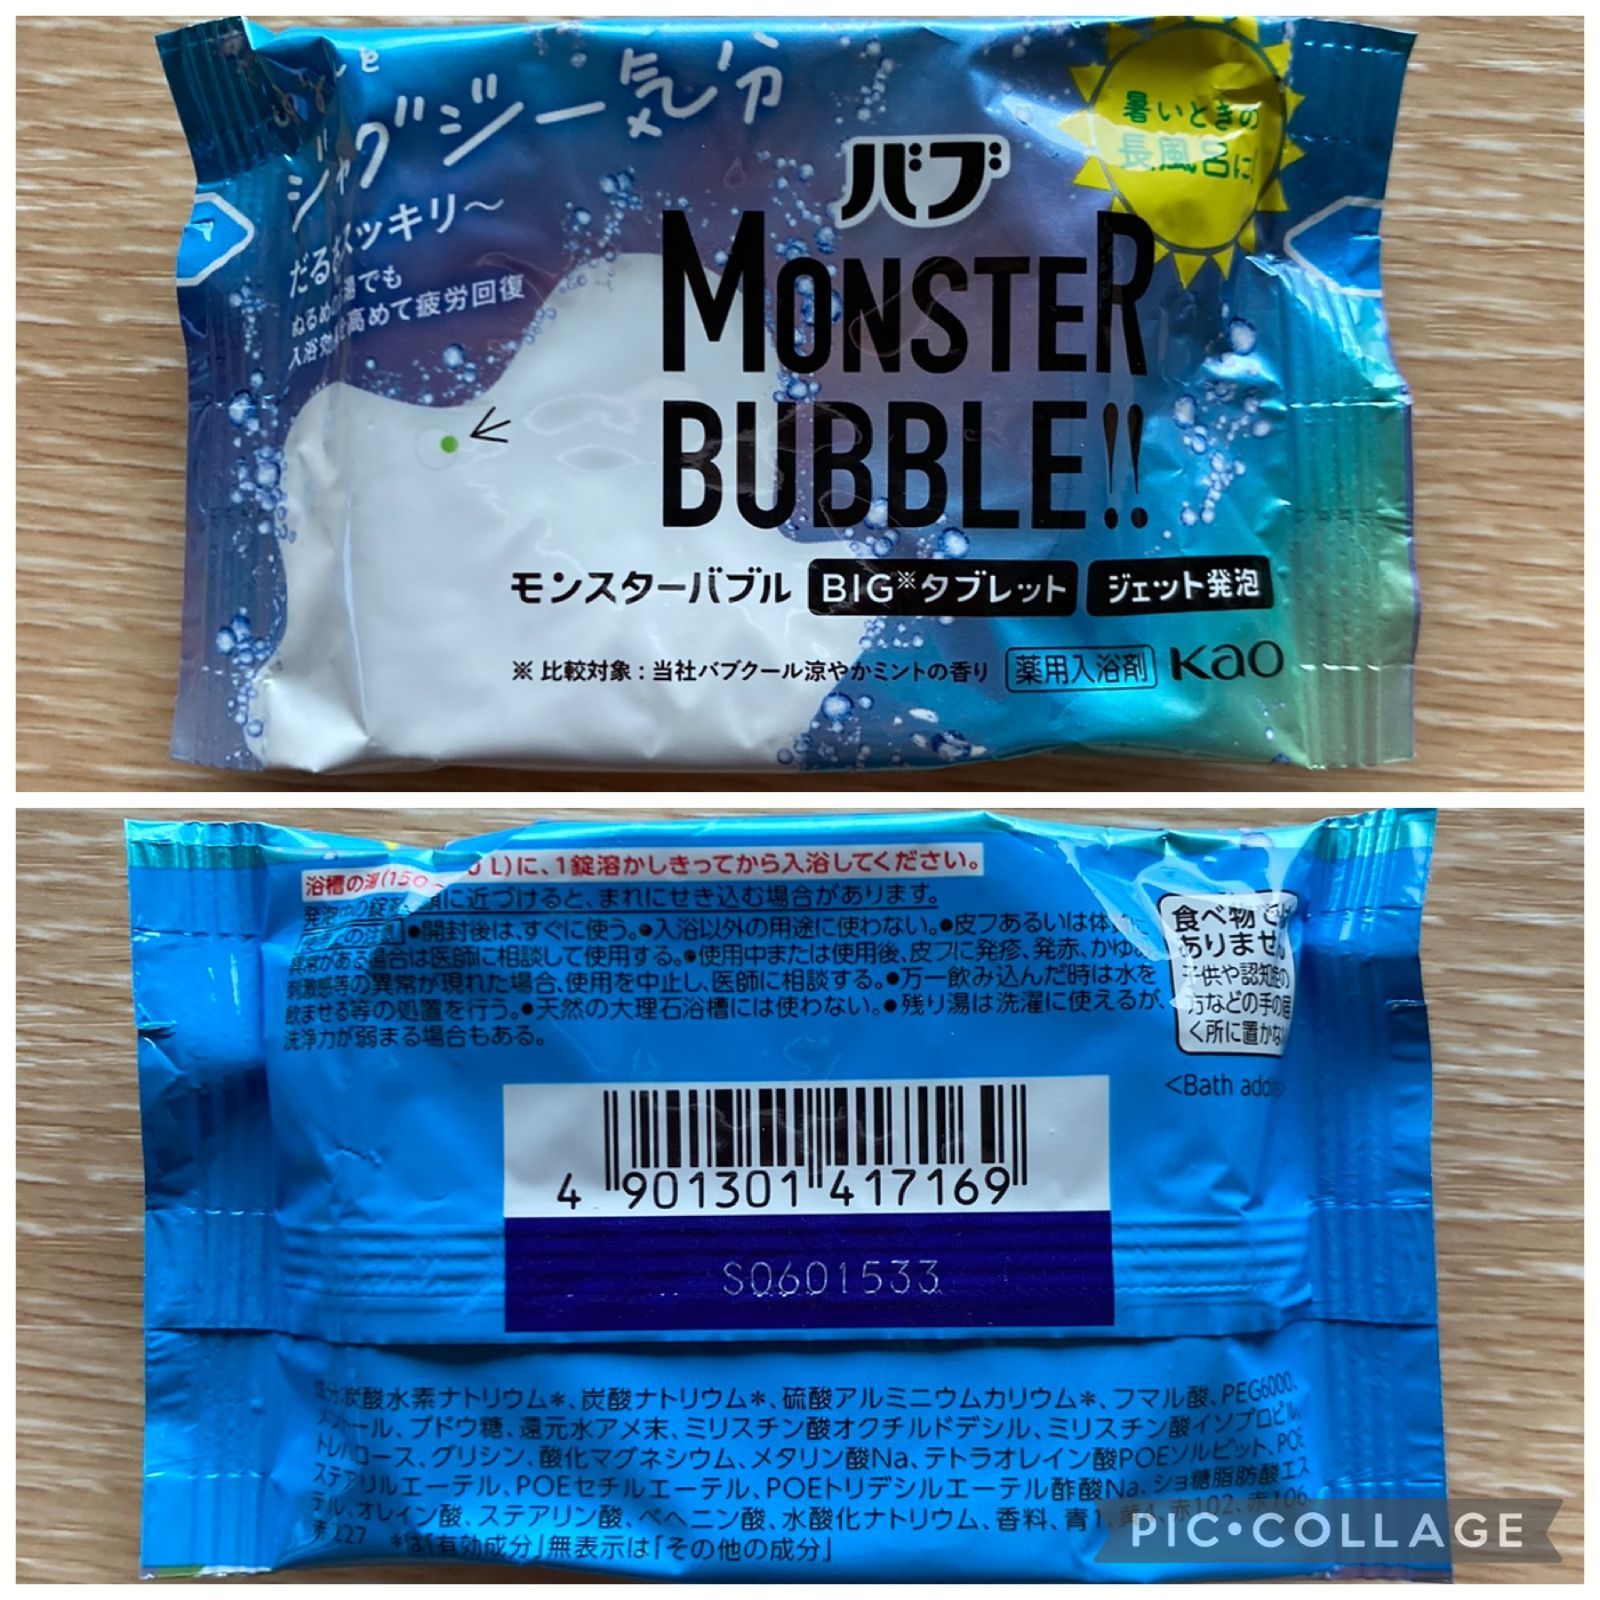 ジャグジー気分
スッキリ〜
でも
高めて疲労回復
暑いときの
長風呂に!
バブ
MONSTER
BUBBLE!!
モンスターバブル BIG※タブレット ジェット発泡
※ 比較対象:当社バブクール涼やかミントの香り 薬用入浴剤 Kao
浴槽の湯(150 L)に、1錠溶かしきってから入浴してください。
に近づけると、まれにせき込む場合があります。
●開封後は、すぐに使う。●入浴以外の用途に使わない。●皮フあるいは体質に
異常がある場合は医師に相談して使用する。●使用中または使用後、皮フに発疹、発赤、かゆみ
刺激感等の異常が現れた場合、使用を中止し、医師に相談する。●万一飲み込んだ時は水を
飲ませる等の処置を行う。●天然の大理石浴槽には使わない。●残り湯は洗濯に使えるが、
洗浄力が弱まる場合もある。
食べ物では
ありません
子供や認知症の
方などの手の届
く所に置かない
<Bath
4 901301 417169
S0601533
成分:炭酸水素ナトリウム*、炭酸ナトリウム*、硫酸アルミニウムカリウム*、フマル酸、PEG6000、
メントール、ブドウ糖、還元水アメ末、ミリスチン酸オクチルドデシル、ミリスチン酸イソプロピル、
トレハロース、グリシン、酸化マグネシウム、メタリン酸Na、テトラオレイン酸POEソルビット、POE
ステアリルエーテル、POEセチルエーテル、POEトリデシルエーテル酢酸Na、ショ糖脂肪酸エス
テル、オレイン酸、ステアリン酸、ベヘニン酸、水酸化ナトリウム、香料、青1、黄4、赤102、赤106、
赤227 *は「有効成分」無表示は「その他の成分」
PIC•COLLAGE